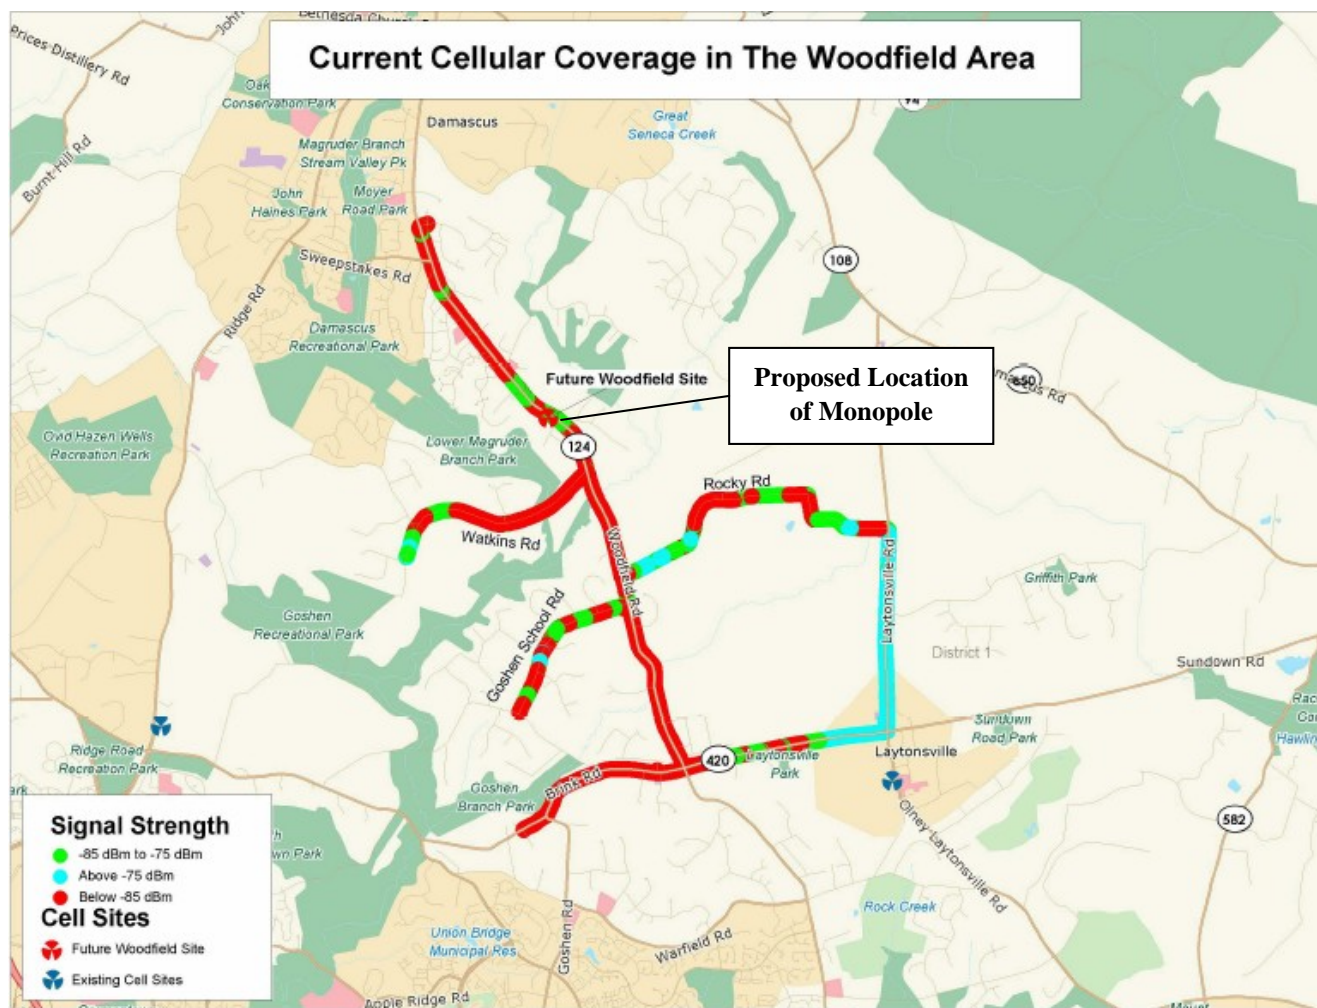 Bethesda Church
Prices-Distillery Rd
Current Cellular Coverage in The Woodfield Area
94
Conservation Park
Damascus
Great
Seneca Creek
Burnt Hill Rd
Magruder Branch
Stream Valley Pk
John
Haines Park
Moyer
Road Park
Sweepstakes Rd
108
Ridge Rd
Damascus
Recreational Park
Future Woodfield Site
Proposed Location
of Monopole
650
Ovid Hazen Wells
Recreation Park
Lower Magruder
Branch Park
124
Rocky Rd
Watkins Rd
Woodfield Rd
Laytonsville Rd
Griffith Park
Goshen
Recreational Park
Goshen School Rd
District 1
Sundown Rd
Sundown
Road Park
Ridge Road
Recreation Park
420
Laytonsville
Park
Laytonsville
Goshen
Branch Park
Brink Rd
Olney-Laytonsville Rd
582
Signal Strength
-85 dBm to -75 dBm
Above -75 dBm
Below -85 dBm
Cell Sites
Future Woodfield Site
Existing Cell Sites
Rock Creek
Union Bridge
Municipal Res
Goshen Rd
Warfield Rd
Apple Ridge Rd